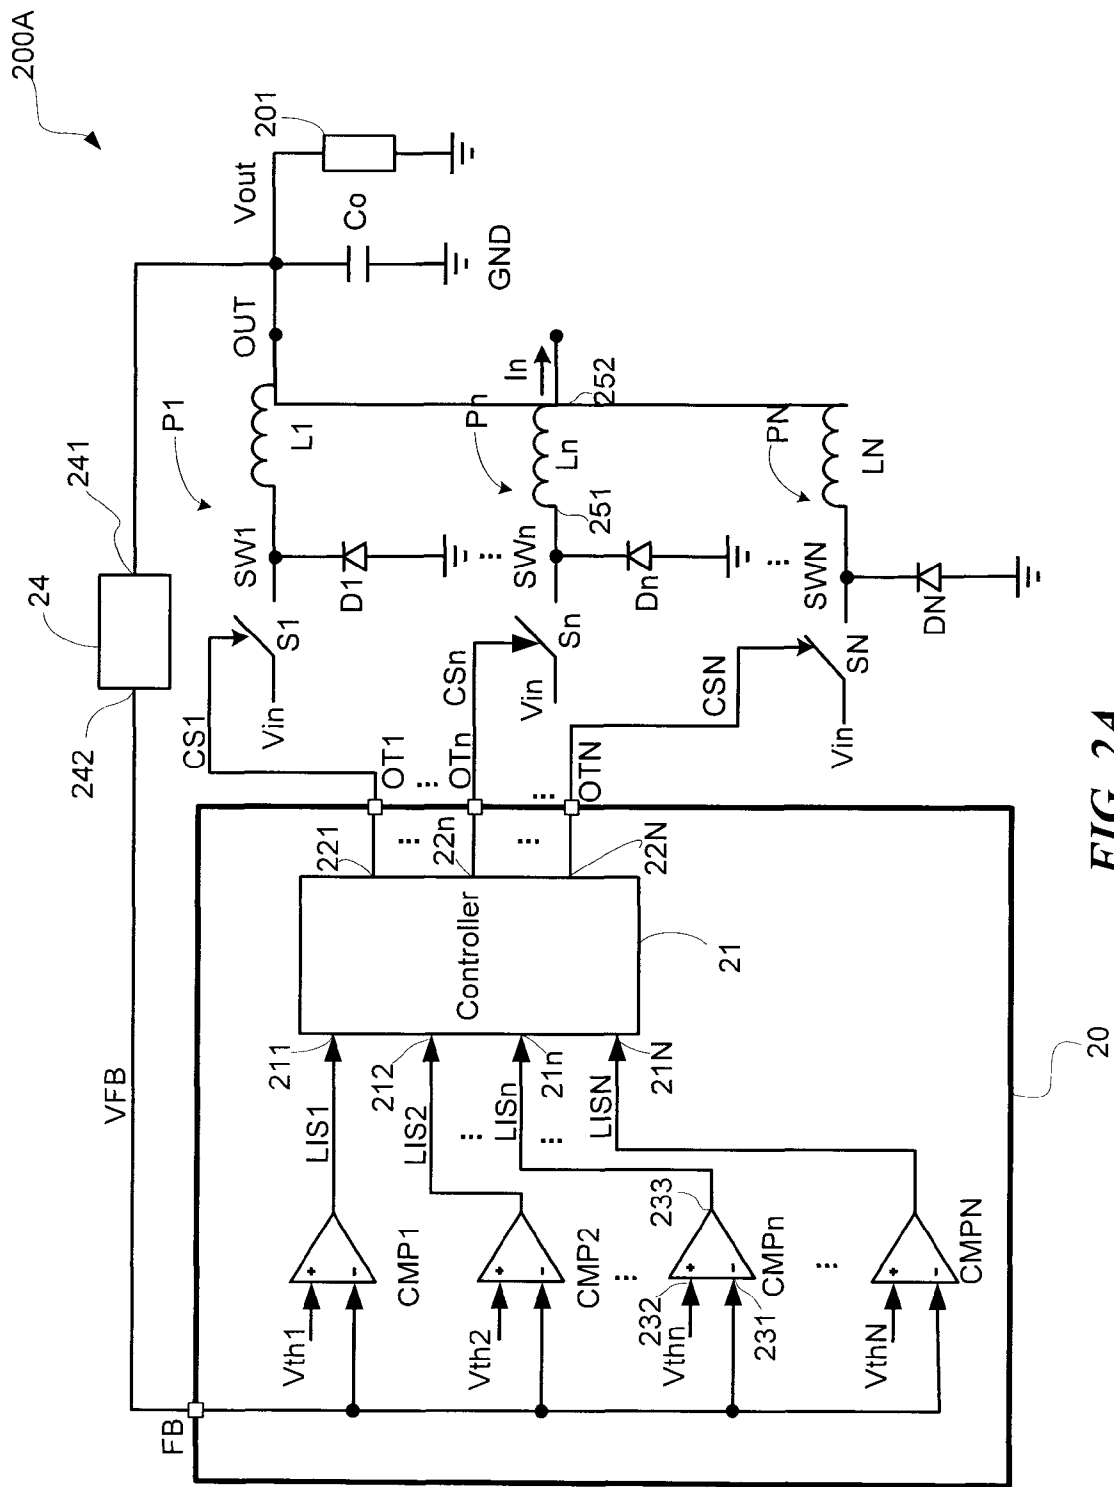 200A
24
241
242
VFB
FB
P1
Vout
201
OUT
Co
GND
CS1
Vin
S1
SW1
D1
L1
Pn
In
CSn
Vin
Sn
SWn
...
Dn
251
Ln
252
PN
CSN
Vin
SN
SWN
...
DN
LN
OT1
...
OTn
...
OTN
221
...
22n
...
22N
Controller
21
211
212
21n
21N
LIS1
LIS2
...
LISn
...
LISN
Vth1
+
-
CMP1
Vth2
+
-
CMP2
...
233
232
Vthn
+
-
231
CMPn
...
VthN
+
-
CMPN
20
FIG. 2A